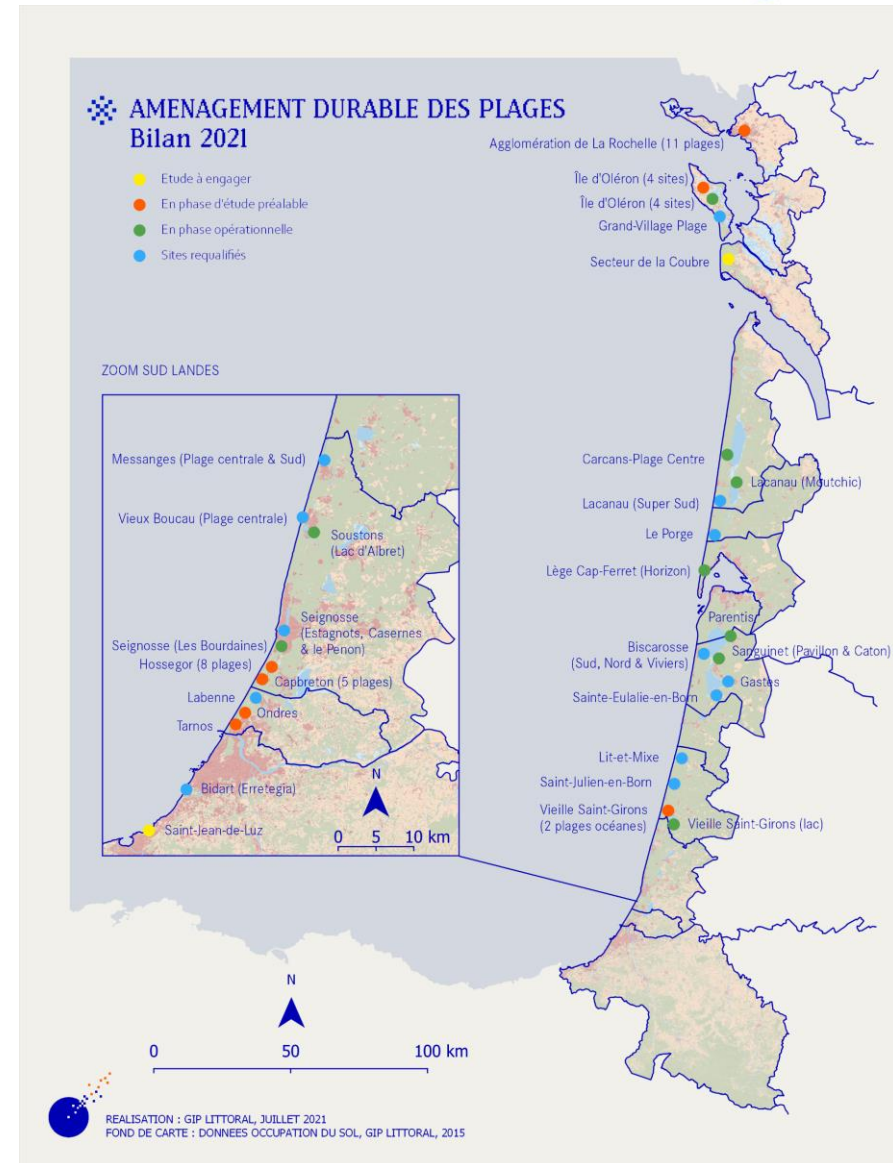 AMENAGEMENT DURABLE DES PLAGES
Bilan 2021
Etude à engager
En phase d'étude préalable
En phase opérationnelle
Sites requalifiés
Agglomération de La Rochelle (11 plages)
Île d'Oléron (4 sites)
Île d'Oléron (4 sites)
Grand-Village Plage
Secteur de la Coubre
Carcans-Plage Centre
Lacanau (Moutchic)
Lacanau (Super Sud)
Le Porge
Lège Cap-Ferret (Horizon)
Parentis
Biscarosse
(Sud, Nord & Viviers)
Sanguinet (Pavillon & Caton)
Gastes
Sainte-Eulalie-en-Born
Lit-et-Mixe
Saint-Julien-en-Born
Vieille Saint-Girons
(2 plages océanes)
Vieille Saint-Girons (lac)
ZOOM SUD LANDES
Messanges (Plage centrale & Sud)
Vieux Boucau (Plage centrale)
Soustons
(Lac d'Albret)
Seignosse
(Estagnots, Casernes
& le Penon)
Seignosse (Les Bourdaines)
Hossegor (8 plages)
Capbreton (5 plages)
Labenne
Ondres
Tarnos
Bidart (Erretegia)
Saint-Jean-de-Luz
N
0 5 10 km
N
0 50 100 km
REALISATION : GIP LITTORAL, JUILLET 2021
FOND DE CARTE : DONNEES OCCUPATION DU SOL, GIP LITTORAL, 2015